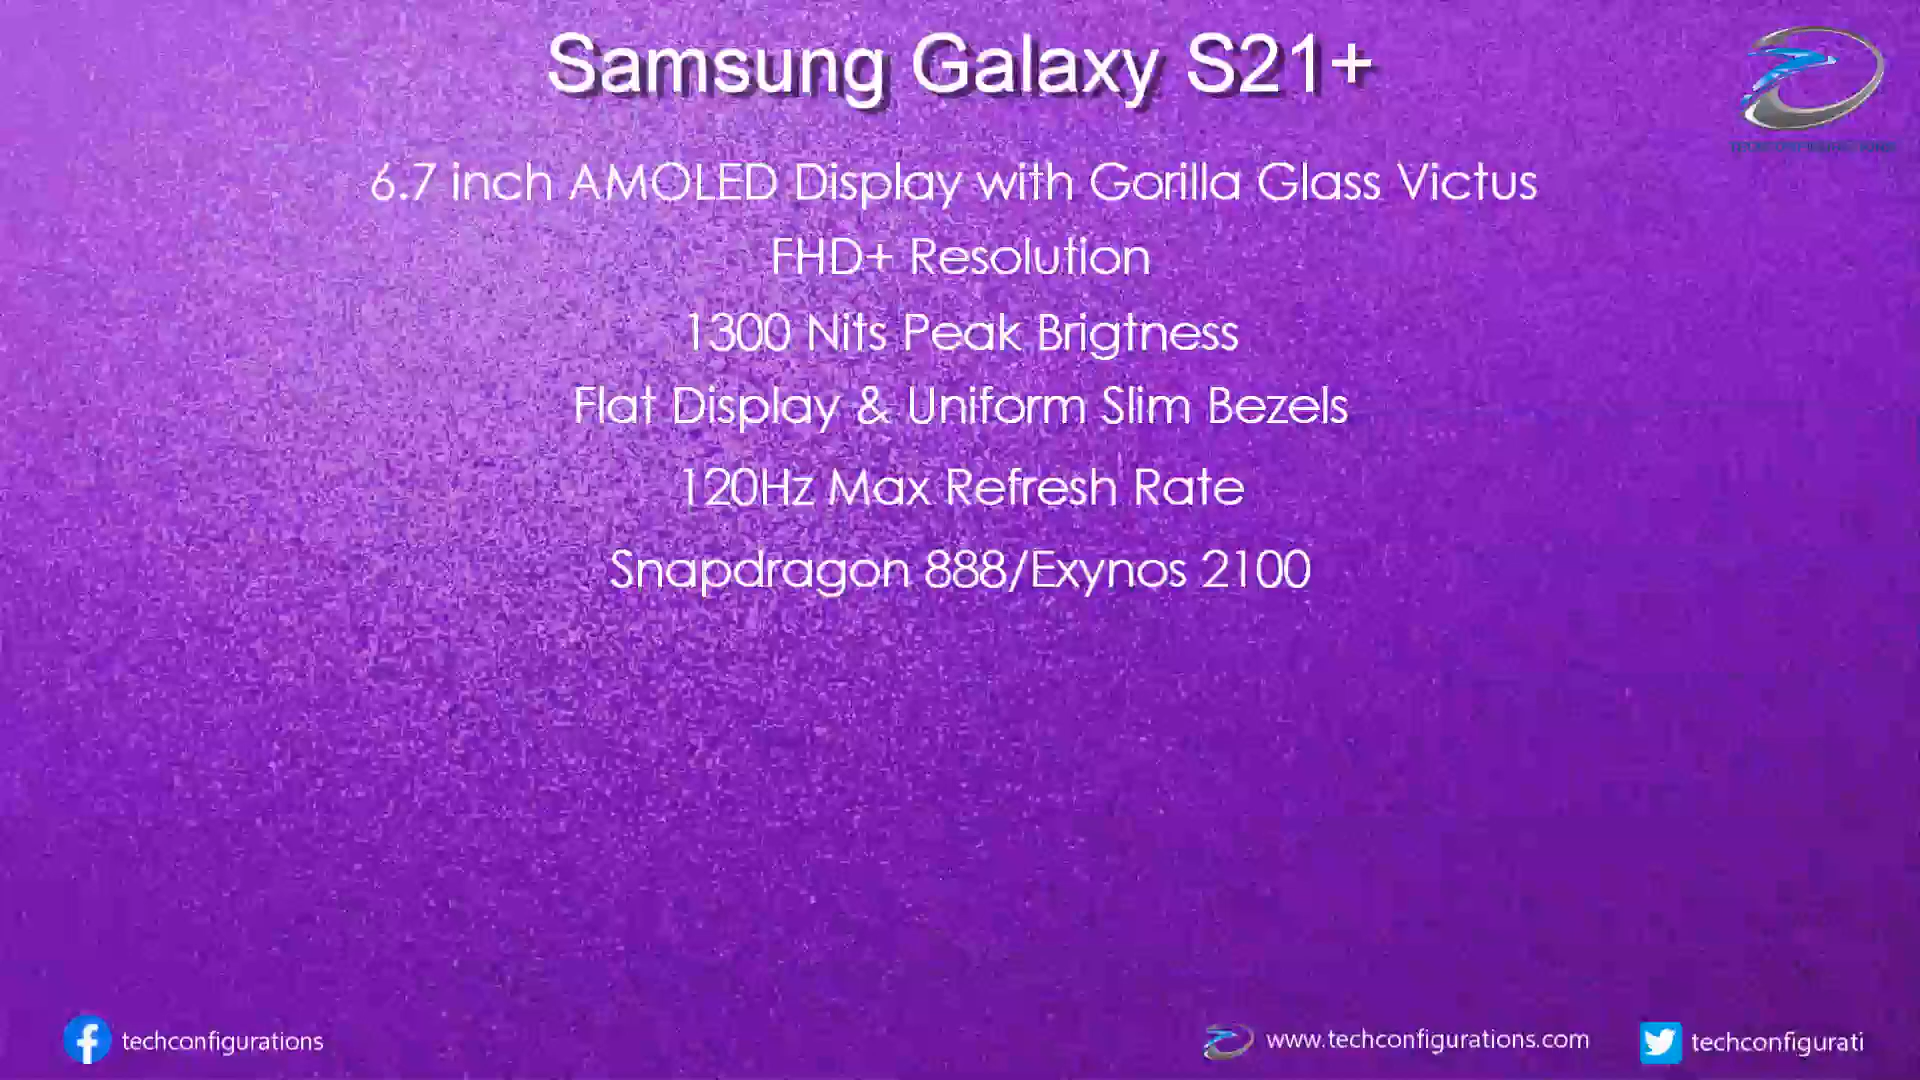 Samsung Galaxy S21+
TECHCONFIGURATIONS
6.7 inch AMOLED Display with Gorilla Glass Victus
FHD+ Resolution
1300 Nits Peak Brigtness
Flat Display & Uniform Slim Bezels
120Hz Max Refresh Rate
Snapdragon 888/Exynos 2100
techconfigurations
www.techconfigurations.com
techconfigurati